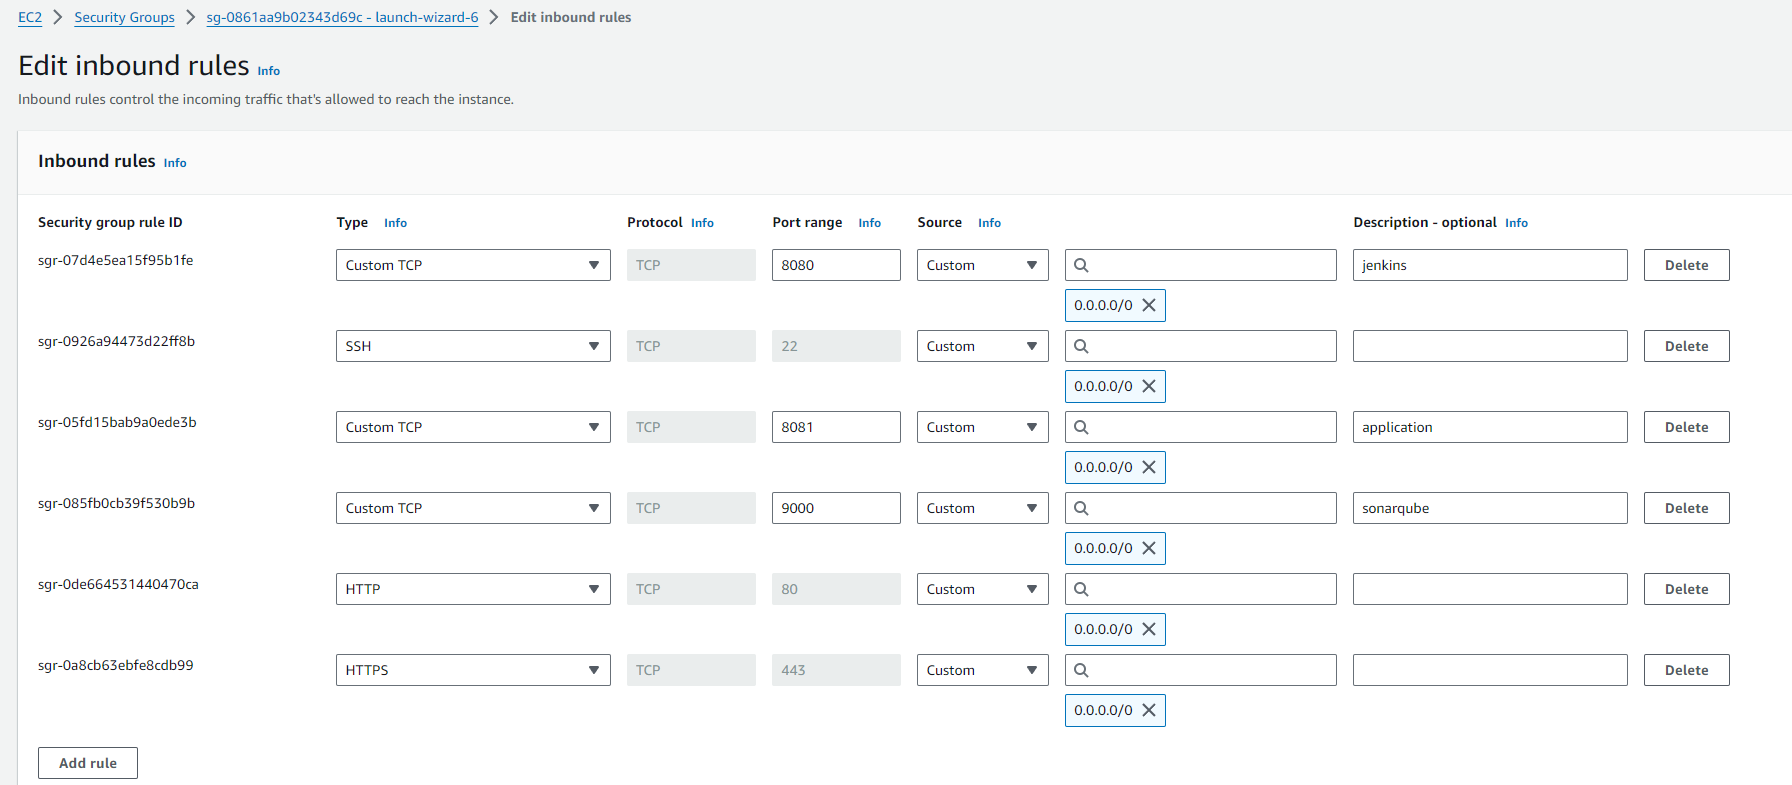 EC2 > Security Groups > sg-0861aa9b02343d69c - launch-wizard-6 > Edit inbound rules
Edit inbound rules Info
Inbound rules control the incoming traffic that's allowed to reach the instance.
Inbound rules Info
Security group rule ID Type Info Protocol Info Port range Info Source Info Description - optional Info
sgr-07d4e5ea15f95b1fe Custom TCP TCP 8080 Custom jenkins Delete
0.0.0.0/0
sgr-0926a94473d22ff8b SSH TCP 22 Custom Delete
0.0.0.0/0
sgr-05fd15bab9a0ede3b Custom TCP TCP 8081 Custom application Delete
0.0.0.0/0
sgr-085fb0cb39f530b9b Custom TCP TCP 9000 Custom sonarqube Delete
0.0.0.0/0
sgr-0de664531440470ca HTTP TCP 80 Custom Delete
0.0.0.0/0
sgr-0a8cb63ebfe8cdb99 HTTPS TCP 443 Custom Delete
0.0.0.0/0
Add rule